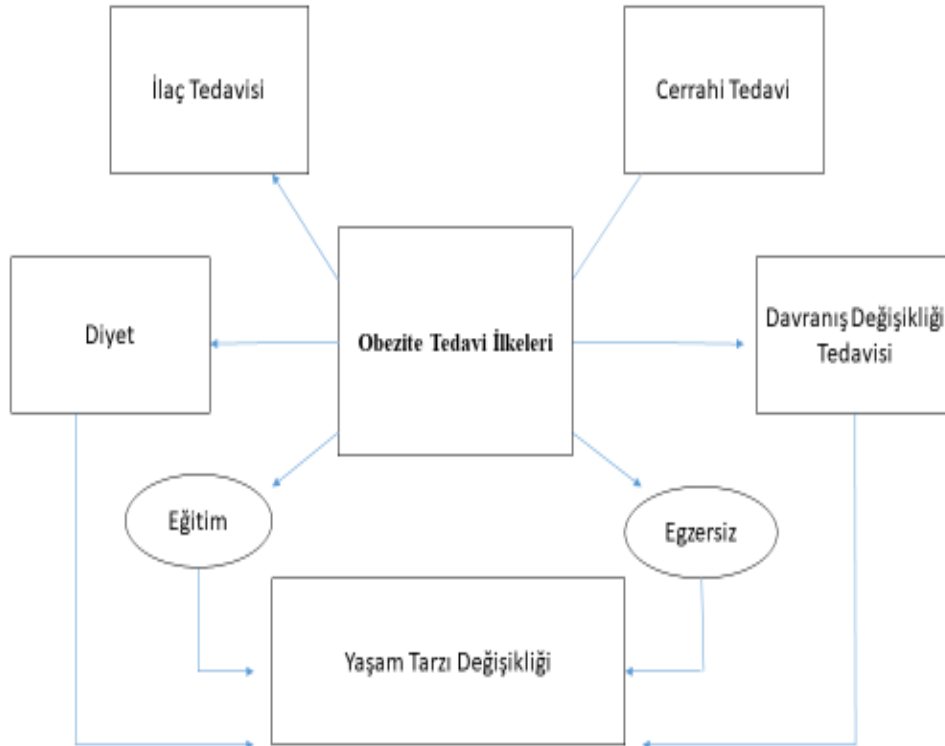 İlaç Tedavisi
Cerrahi Tedavi
Diyet
Obezite Tedavi İlkeleri
Davranış Değişikliği
Tedavisi
Eğitim
Egzersiz
Yaşam Tarzı Değişikliği